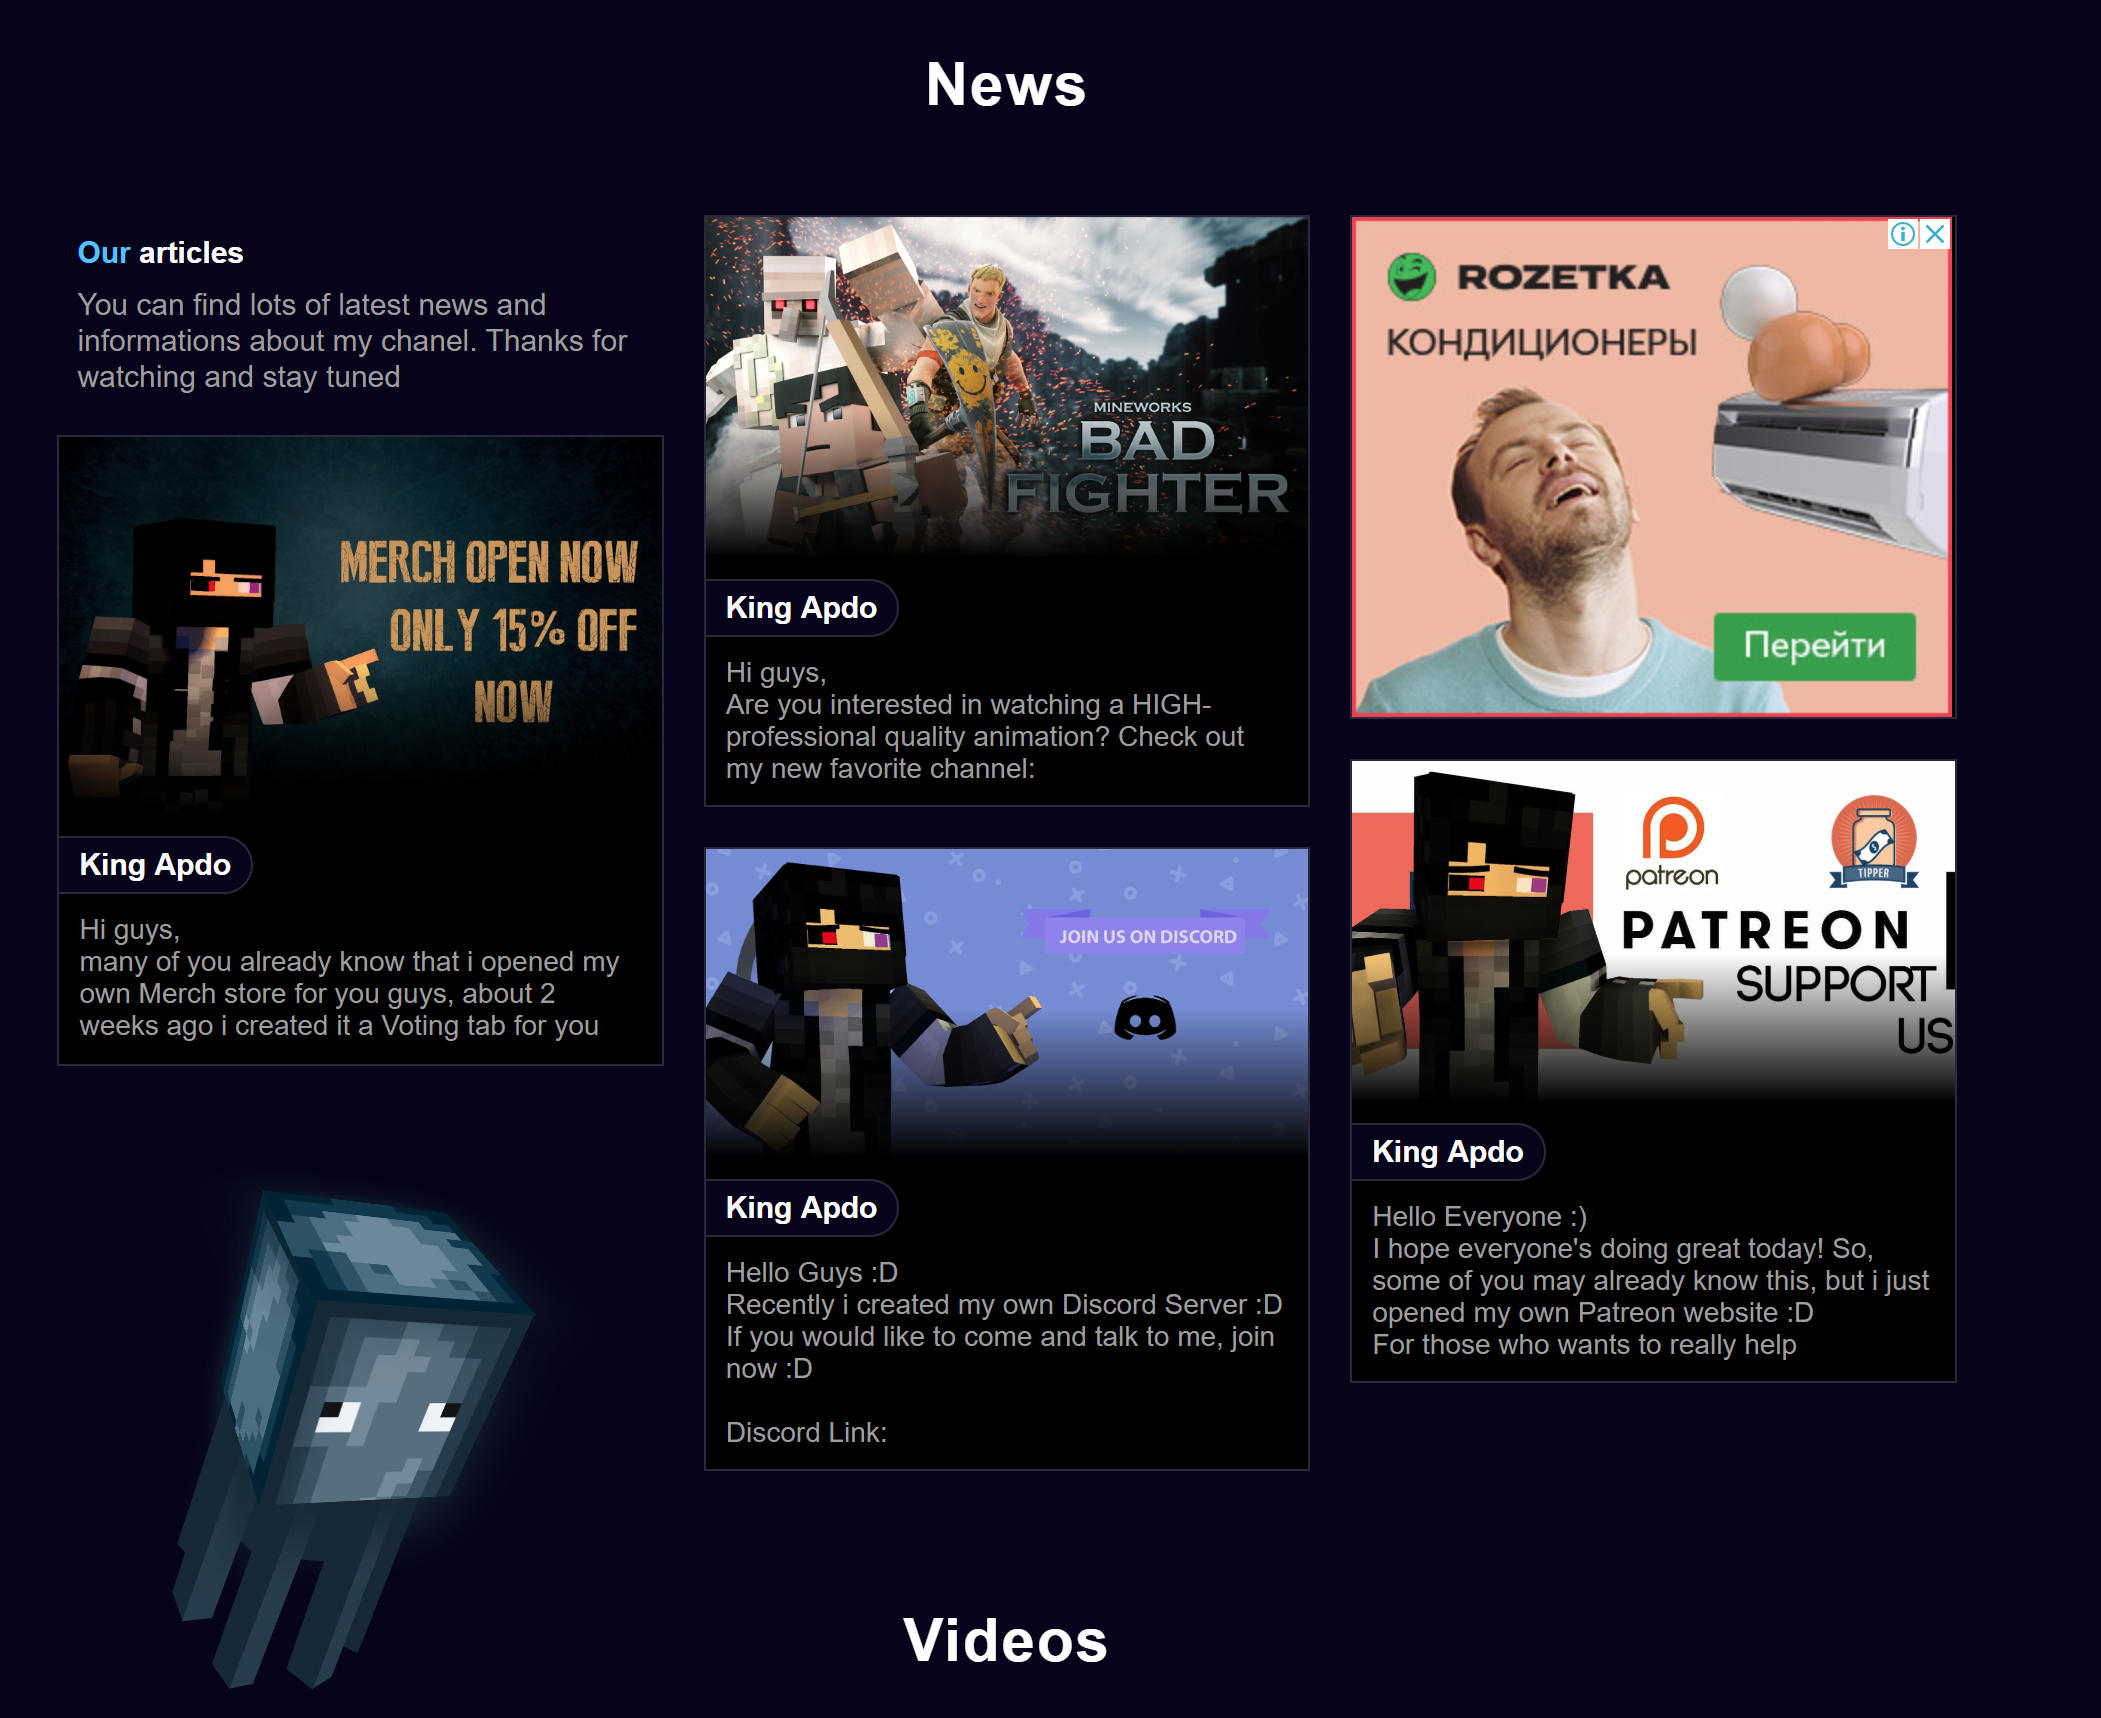 News
Our articles
You can find lots of latest news and
informations about my chanel. Thanks for
watching and stay tuned
MERCH OPEN NOW
ONLY 15% OFF
NOW
King Apdo
Hi guys,
many of you already know that i opened my
own Merch store for you guys, about 2
weeks ago i created it a Voting tab for you
MINEWORKS
BAD
FIGHTER
King Apdo
Hi guys,
Are you interested in watching a HIGH-
professional quality animation? Check out
my new favorite channel:
JOIN US ON DISCORD
King Apdo
Hello Guys :D
Recently i created my own Discord Server :D
If you would like to come and talk to me, join
now :D
Discord Link:
ROZETKA
КОНДИЦИОНЕРЫ
Перейти
patreon
TIPPER
PATREON
SUPPORT
US
King Apdo
Hello Everyone :)
I hope everyone's doing great today! So,
some of you may already know this, but i just
opened my own Patreon website :D
For those who wants to really help
Videos